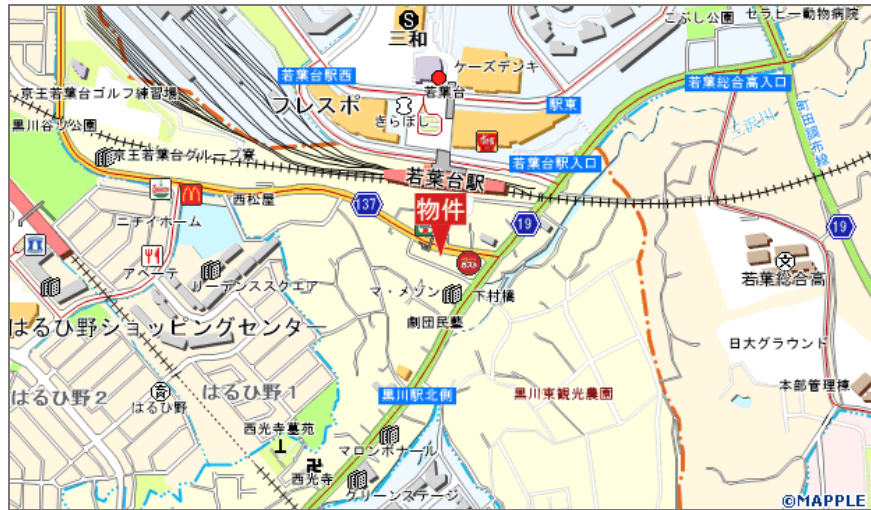 こぶし公園
セラピー動物病院
S
三和
ケーズデンキ
若葉台駅西
若葉総合高入口
京王若葉台ゴルフ練習場
若葉台
フレスポ
駅東
きらぼし
黒川谷ツ公園
三沢川
町田調布線
京王若葉台グループ寮
若葉台駅入口
若葉台駅
西松屋
137
物件
19
19
ニチイホーム
ガスト
アベーテ
リーデンススクエア
マ・メゾン
下村橋
若葉総合高
文
劇団民藝
はるひ野ショッピングセンター
日大グラウンド
はるひ野2
はるひ野1
黒川駅北側
黒川東観光農園
本部管理棟
育
はるひ野
西光寺墓苑
マロンボナール
卍
西光寺
グリーンステージ
©MAPPLE